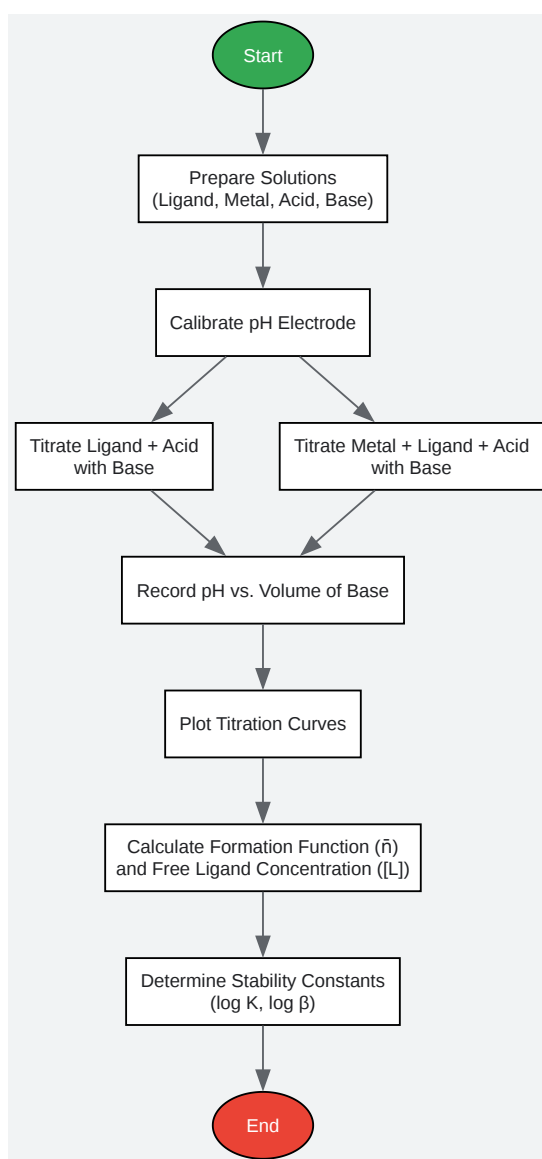 Start
Prepare Solutions
(Ligand, Metal, Acid, Base)
Calibrate pH Electrode
Titrate Ligand + Acid
with Base
Titrate Metal + Ligand + Acid
with Base
Record pH vs. Volume of Base
Plot Titration Curves
Calculate Formation Function (n̄)
and Free Ligand Concentration ([L])
Determine Stability Constants
(log K, log β)
End